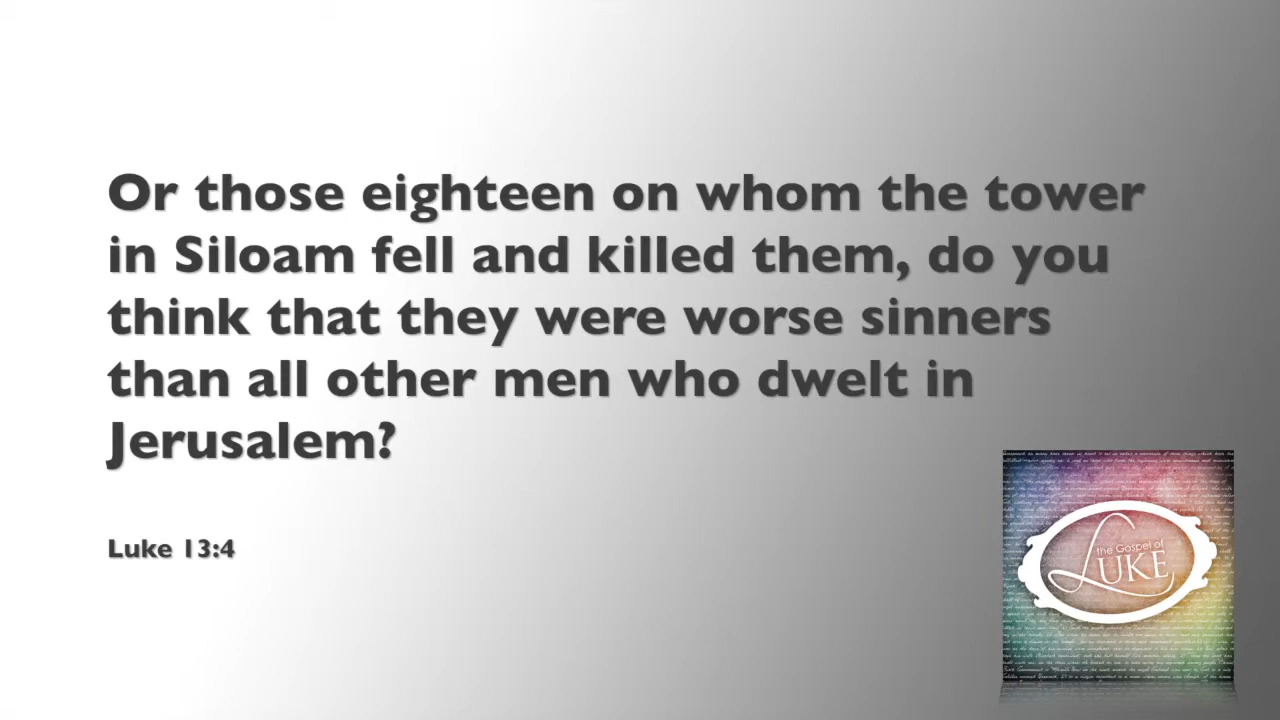 Or those eighteen on whom the tower
in Siloam fell and killed them, do you
think that they were worse sinners
than all other men who dwelt in
Jerusalem?
Luke 13:4
the Gospel of
LUKE